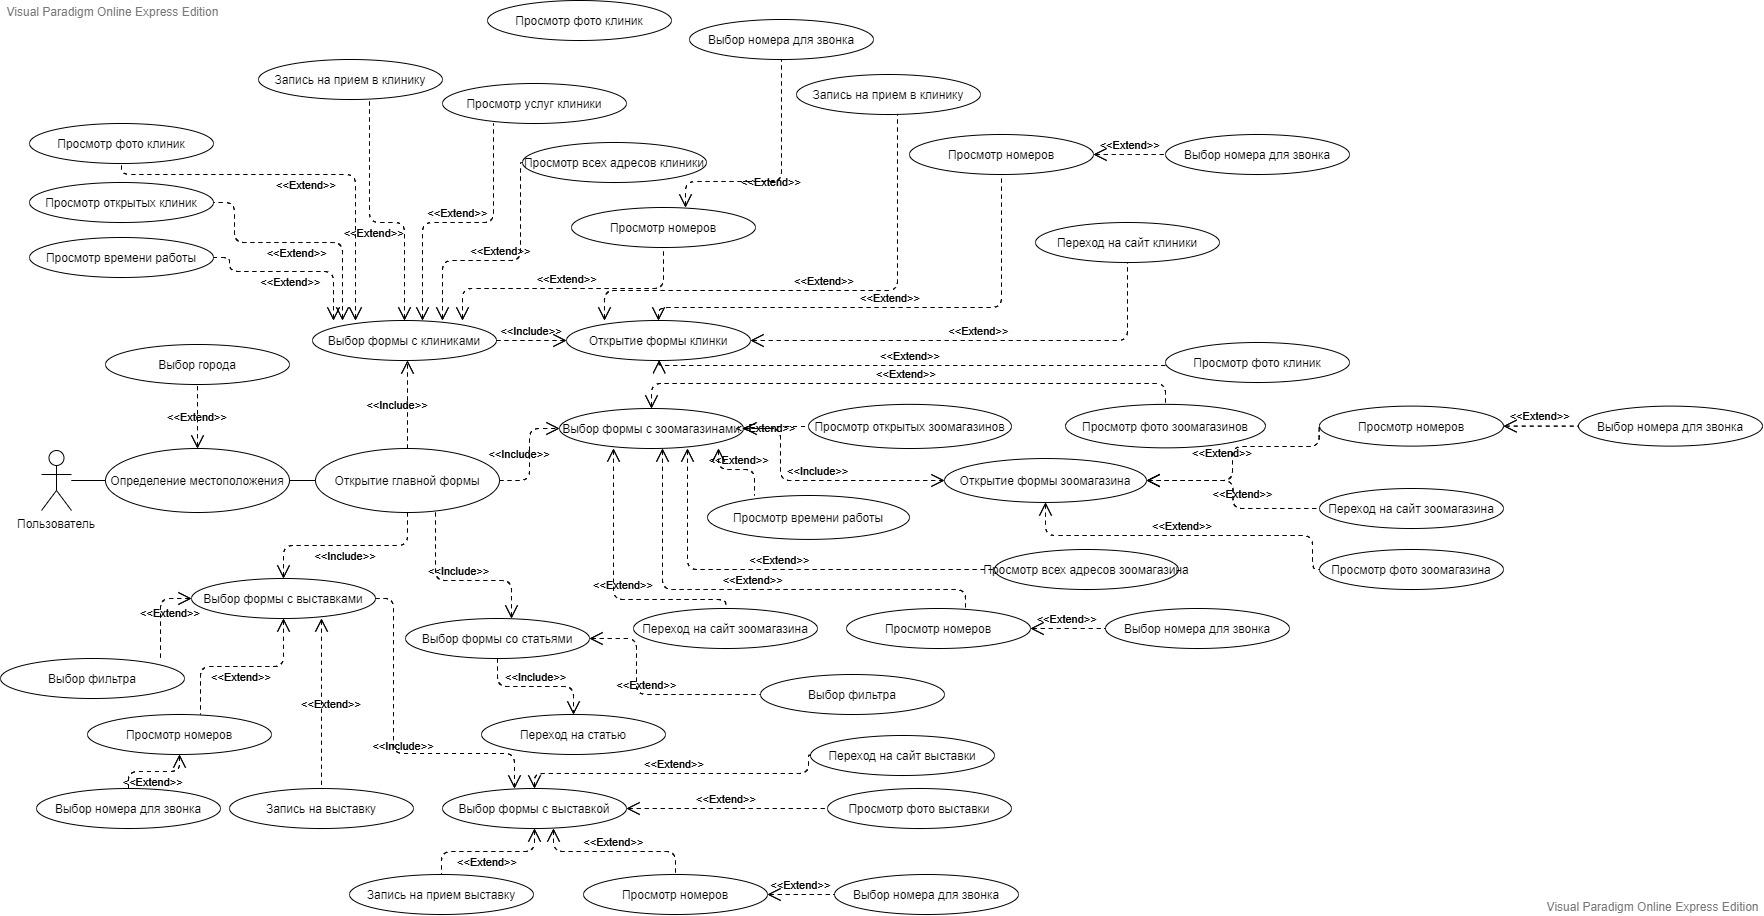 Visual Paradigm Online Express Edition
Просмотр фото клиник
Выбор номера для звонка
Запись на прием в клинику
Просмотр услуг клиники
Запись на прием в клинику
Просмотр фото клиник
Просмотр всех адресов клиники
Просмотр номеров
<<Extend>>
Выбор номера для звонка
<<Extend>>
<<Extend>>
Просмотр открытых клиник
<<Extend>>
Просмотр номеров
<<Extend>>
Переход на сайт клиники
<<Extend>>
<<Extend>>
Просмотр времени работы
<<Extend>>
<<Extend>>
<<Extend>>
<<Extend>>
<<Extend>>
Выбор формы с клиниками
<<Include>>
Открытие формы клинки
<<Extend>>
Выбор города
<<Extend>>
Просмотр фото клиник
<<Extend>>
<<Include>>
<<Extend>>
Выбор формы с зоомагазинами
<<Extend>>
Просмотр открытых зоомагазинов
Просмотр фото зоомагазинов
Просмотр номеров
<<Extend>>
Выбор номера для звонка
<<Include>>
<<Extend>>
<<Include>>
<<Extend>>
Определение местоположения
Открытие главной формы
Открытие формы зоомагазина
<<Extend>>
Пользователь
Просмотр времени работы
Переход на сайт зоомагазина
<<Extend>>
<<Include>>
<<Include>>
<<Extend>>
Просмотр всех адресов зоомагазина
Просмотр фото зоомагазина
<<Extend>>
<<Extend>>
Выбор формы с выставками
<<Extend>>
Выбор формы со статьями
Переход на сайт зоомагазина
Просмотр номеров
<<Extend>>
Выбор номера для звонка
Выбор фильтра
<<Extend>>
<<Include>>
<<Extend>>
Выбор фильтра
<<Extend>>
Просмотр номеров
<<Include>>
Переход на статью
Переход на сайт выставки
<<Extend>>
<<Extend>>
Выбор номера для звонка
Запись на выставку
Выбор формы с выставкой
<<Extend>>
Просмотр фото выставки
<<Extend>>
<<Extend>>
Запись на прием выставку
Просмотр номеров
<<Extend>>
Выбор номера для звонка
Visual Paradigm Online Express Edition